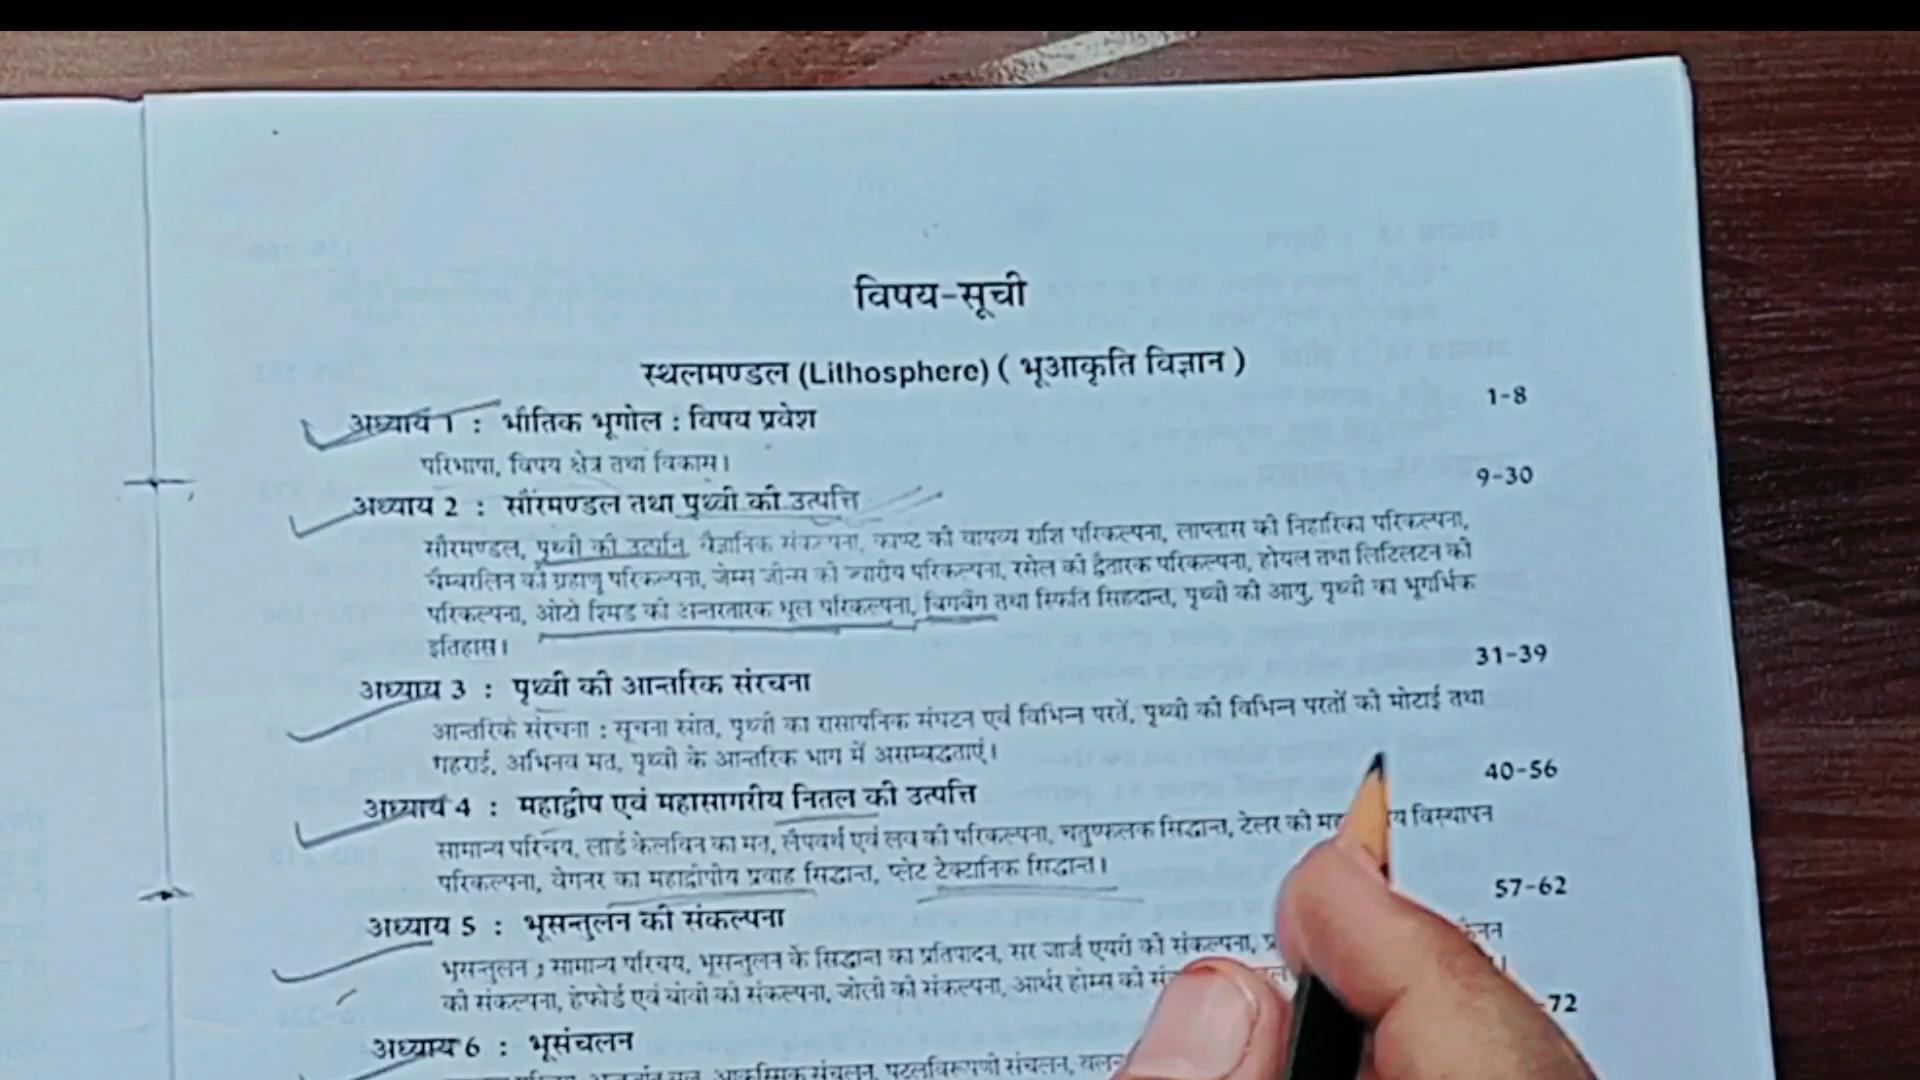 विषय-सूची
स्थलमण्डल (Lithosphere) ( भूआकृति विज्ञान )
अध्याय 1 : भौतिक भूगोल : विषय प्रवेश 1-8
परिभाषा, विषय क्षेत्र तथा विकास।
अध्याय 2 : सौरमण्डल तथा पृथ्वी की उत्पत्ति 9-30
सौरमण्डल, पृथ्वी की उत्पत्ति वैज्ञानिक संकल्पना, काण्ट की वायव्य राशि परिकल्पना, लाप्लास की निहारिका परिकल्पना,
चैम्बरलिन की ग्रहाणु परिकल्पना, जेम्स जीन्स की ज्वारीय परिकल्पना, रसेल की द्वैतारक परिकल्पना, होयल तथा लिटिलटन की
परिकल्पना, ओटो श्मिड की अन्तरतारक धूल परिकल्पना, बिगबैंग तथा स्फिति सिद्दान्त, पृथ्वी की आयु, पृथ्वी का भूगर्भिक
इतिहास।
अध्याय 3 : पृथ्वी की आन्तरिक संरचना 31-39
आन्तरिक संरचना : सूचना स्रोत, पृथ्वी का रासायनिक संघटन एवं विभिन्न परतें, पृथ्वी की विभिन्न परतों की मोटाई तथा
गहराई, अभिनव मत, पृथ्वी के आन्तरिक भाग में असम्बद्धताएं।
अध्याय 4 : महाद्वीप एवं महासागरीय नितल की उत्पत्ति 40-56
सामान्य परिचय, लार्ड केलविन का मत, लैपवर्थ एवं लव की परिकल्पना, चतुष्फलक सिद्धान्त, टेलर की विस्थापन
परिकल्पना, वेगनर का महाद्वीपीय प्रवाह सिद्धान्त, प्लेट टेक्टानिक सिद्धान्त।
अध्याय 5 : भूसन्तुलन की संकल्पना 57-62
भूसन्तुलन : सामान्य परिचय, भूसन्तुलन के सिद्धान्त का प्रतिपादन, सर जार्ज एयरी की संकल्पना,
की संकल्पना, हेफोर्ड एवं बोवी की संकल्पना, जोली की संकल्पना, आर्थर होम्स की
अध्याय 6 : भूसंचलन -72
आकस्मिक संचलन, पटलविरूपणी संचलन,